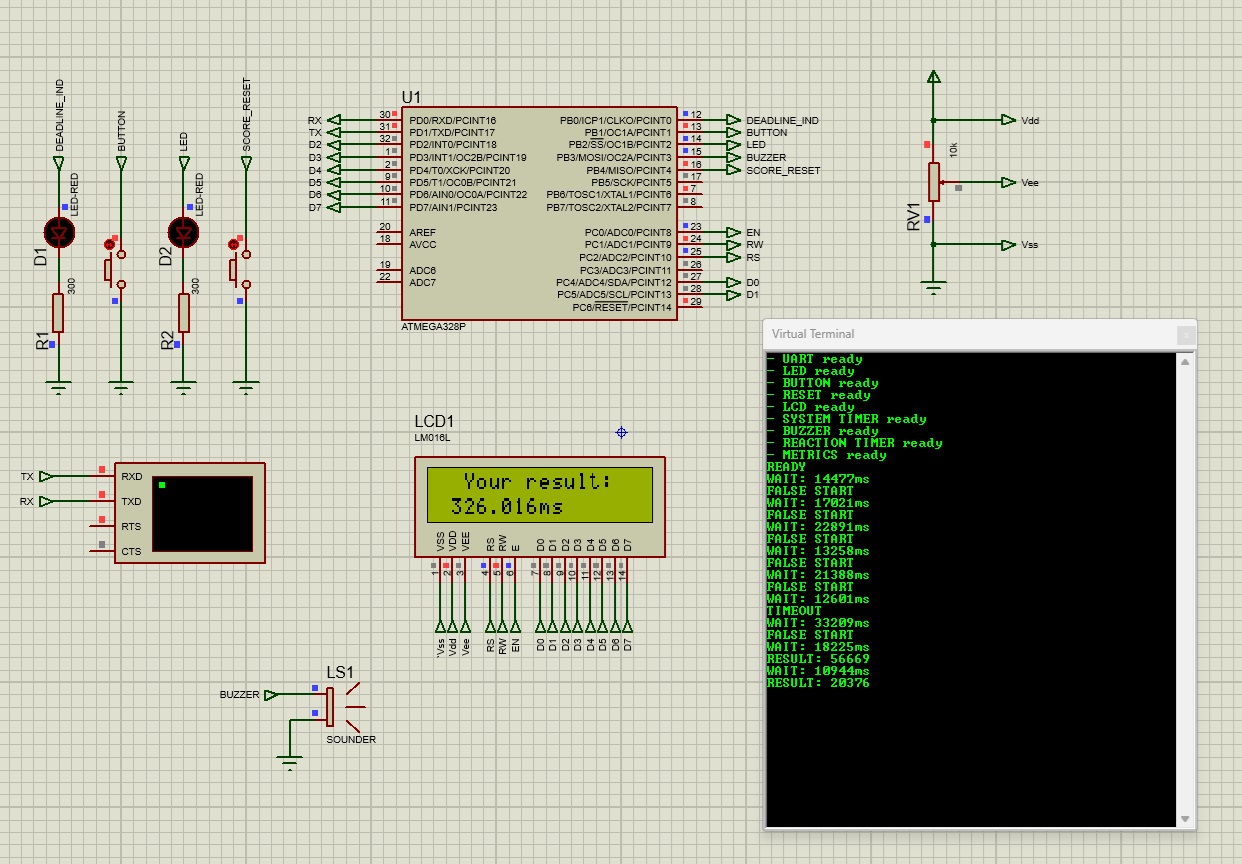 DEADLINE_IND
BUTTON
LED
SCORE_RESET
LED-RED
D1
300
R1
LED-RED
D2
300
R2
U1
RX 30 PD0/RXD/PCINT16
TX 31 PD1/TXD/PCINT17
D2 32 PD2/INT0/PCINT18
D3 1 PD3/INT1/OC2B/PCINT19
D4 2 PD4/T0/XCK/PCINT20
D5 9 PD5/T1/OC0B/PCINT21
D6 10 PD6/AIN0/OC0A/PCINT22
D7 11 PD7/AIN1/PCINT23
20 AREF
18 AVCC
19 ADC6
22 ADC7
PB0/ICP1/CLKO/PCINT0 12 DEADLINE_IND
PB1/OC1A/PCINT1 13 BUTTON
PB2/SS/OC1B/PCINT2 14 LED
PB3/MOSI/OC2A/PCINT3 15 BUZZER
PB4/MISO/PCINT4 16 SCORE_RESET
PB5/SCK/PCINT5 17
PB6/TOSC1/XTAL1/PCINT6 7
PB7/TOSC2/XTAL2/PCINT7 8
PC0/ADC0/PCINT8 23 EN
PC1/ADC1/PCINT9 24 RW
PC2/ADC2/PCINT10 25 RS
PC3/ADC3/PCINT11 26
PC4/ADC4/SDA/PCINT12 27 D0
PC5/ADC5/SCL/PCINT13 28 D1
PC6/RESET/PCINT14 29
ATMEGA328P
Vdd
10k
Vee
RV1
Vss
TX RXD
RX TXD
RTS
CTS
LCD1
LM016L
Your result:
326.016ms
VSS VDD VEE RS RW E D0 D1 D2 D3 D4 D5 D6 D7
1 2 3 4 5 6 7 8 9 10 11 12 13 14
Vss Vdd Vee RS RW EN D0 D1 D2 D3 D4 D5 D6 D7
LS1
BUZZER
SOUNDER
Virtual Terminal
- UART ready
- LED ready
- BUTTON ready
- RESET ready
- LCD ready
- SYSTEM TIMER ready
- BUZZER ready
- REACTION TIMER ready
- METRICS ready
READY
WAIT: 14477ms
FALSE START
WAIT: 17021ms
FALSE START
WAIT: 22891ms
FALSE START
WAIT: 13258ms
FALSE START
WAIT: 21388ms
FALSE START
WAIT: 12601ms
TIMEOUT
WAIT: 33209ms
FALSE START
WAIT: 18225ms
RESULT: 56669
WAIT: 10944ms
RESULT: 20376